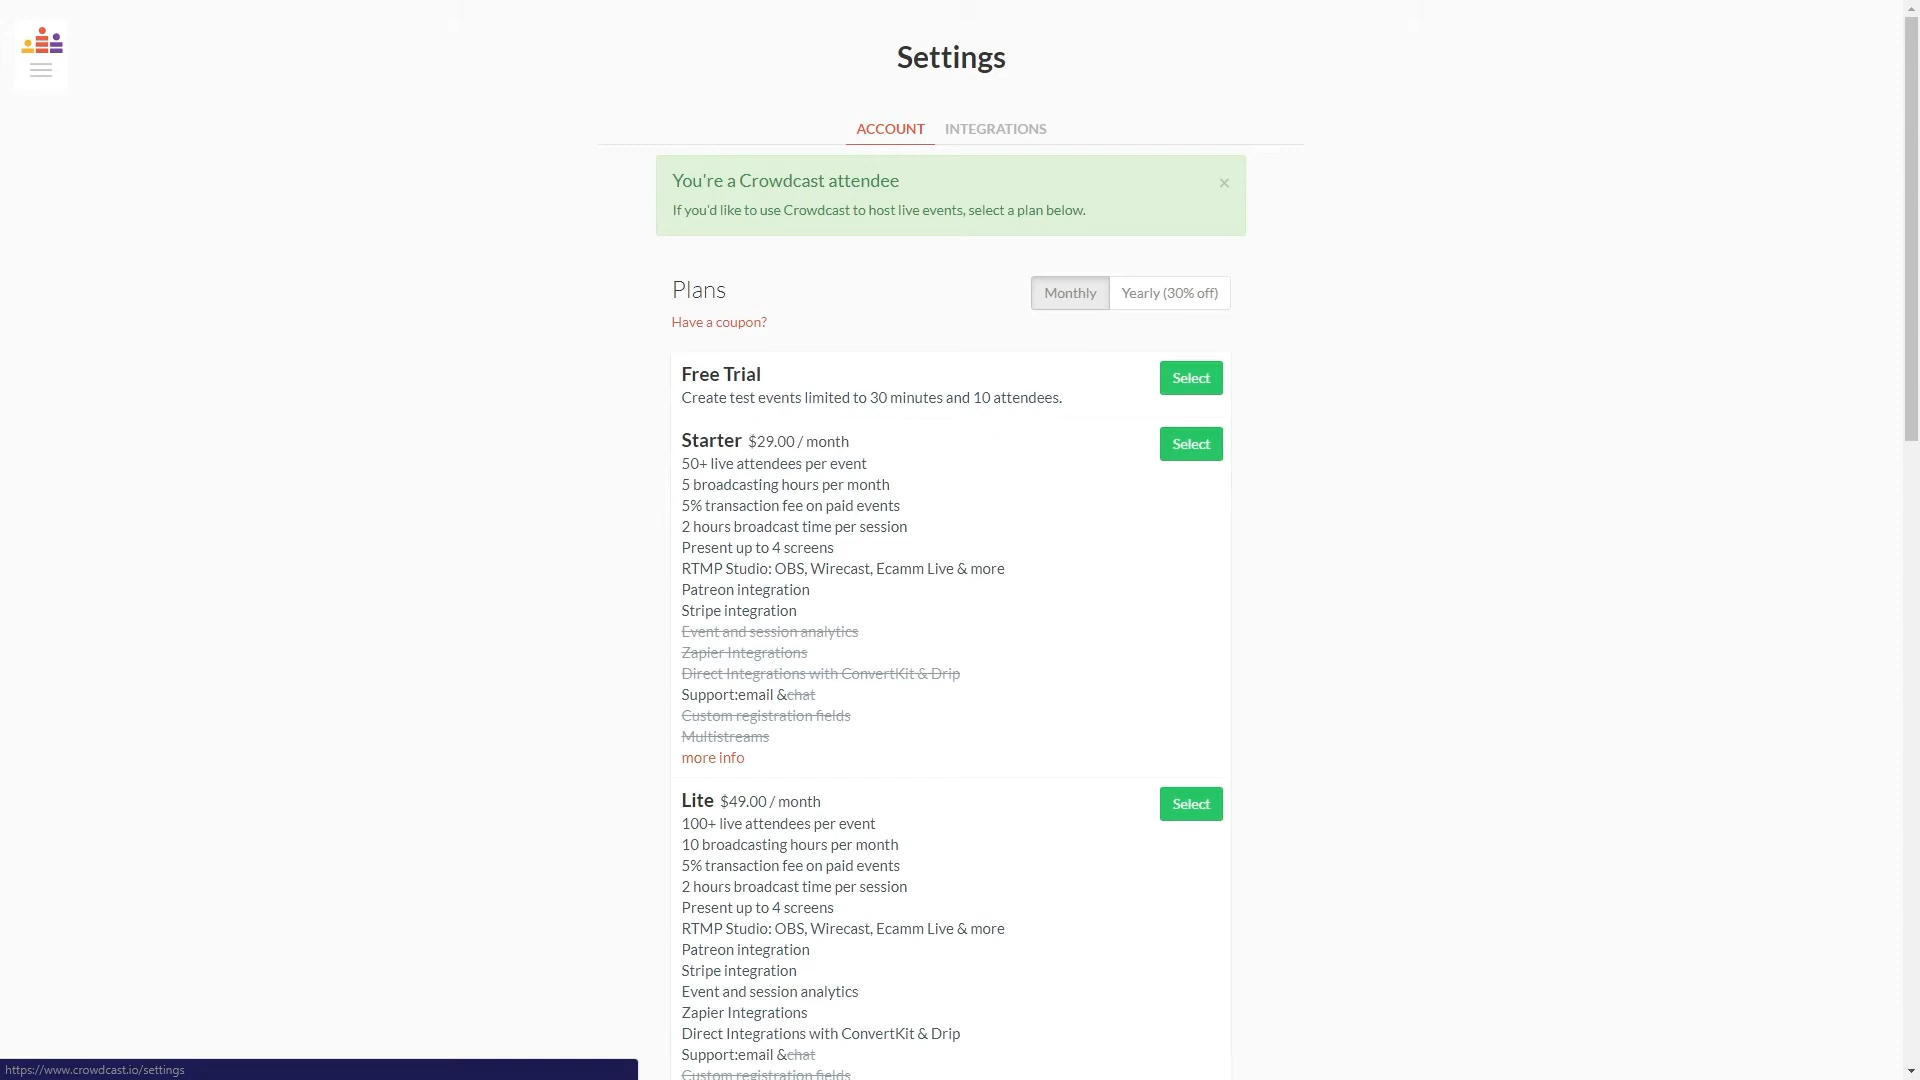 Settings
ACCOUNT INTEGRATIONS
You're a Crowdcast attendee
×
If you'd like to use Crowdcast to host live events, select a plan below.
Plans
Monthly Yearly (30% off)
Have a coupon?
Free Trial
Select
Create test events limited to 30 minutes and 10 attendees.
Starter $29.00 / month
Select
50+ live attendees per event
5 broadcasting hours per month
5% transaction fee on paid events
2 hours broadcast time per session
Present up to 4 screens
RTMP Studio: OBS, Wirecast, Ecamm Live & more
Patreon integration
Stripe integration
Event and session analytics
Zapier Integrations
Direct Integrations with ConvertKit & Drip
Support:email &chat
Custom registration fields
Multistreams
more info
Lite $49.00 / month
Select
100+ live attendees per event
10 broadcasting hours per month
5% transaction fee on paid events
2 hours broadcast time per session
Present up to 4 screens
RTMP Studio: OBS, Wirecast, Ecamm Live & more
Patreon integration
Stripe integration
Event and session analytics
Zapier Integrations
Direct Integrations with ConvertKit & Drip
Support:email &chat
Custom registration fields
https://www.crowdcast.io/settings